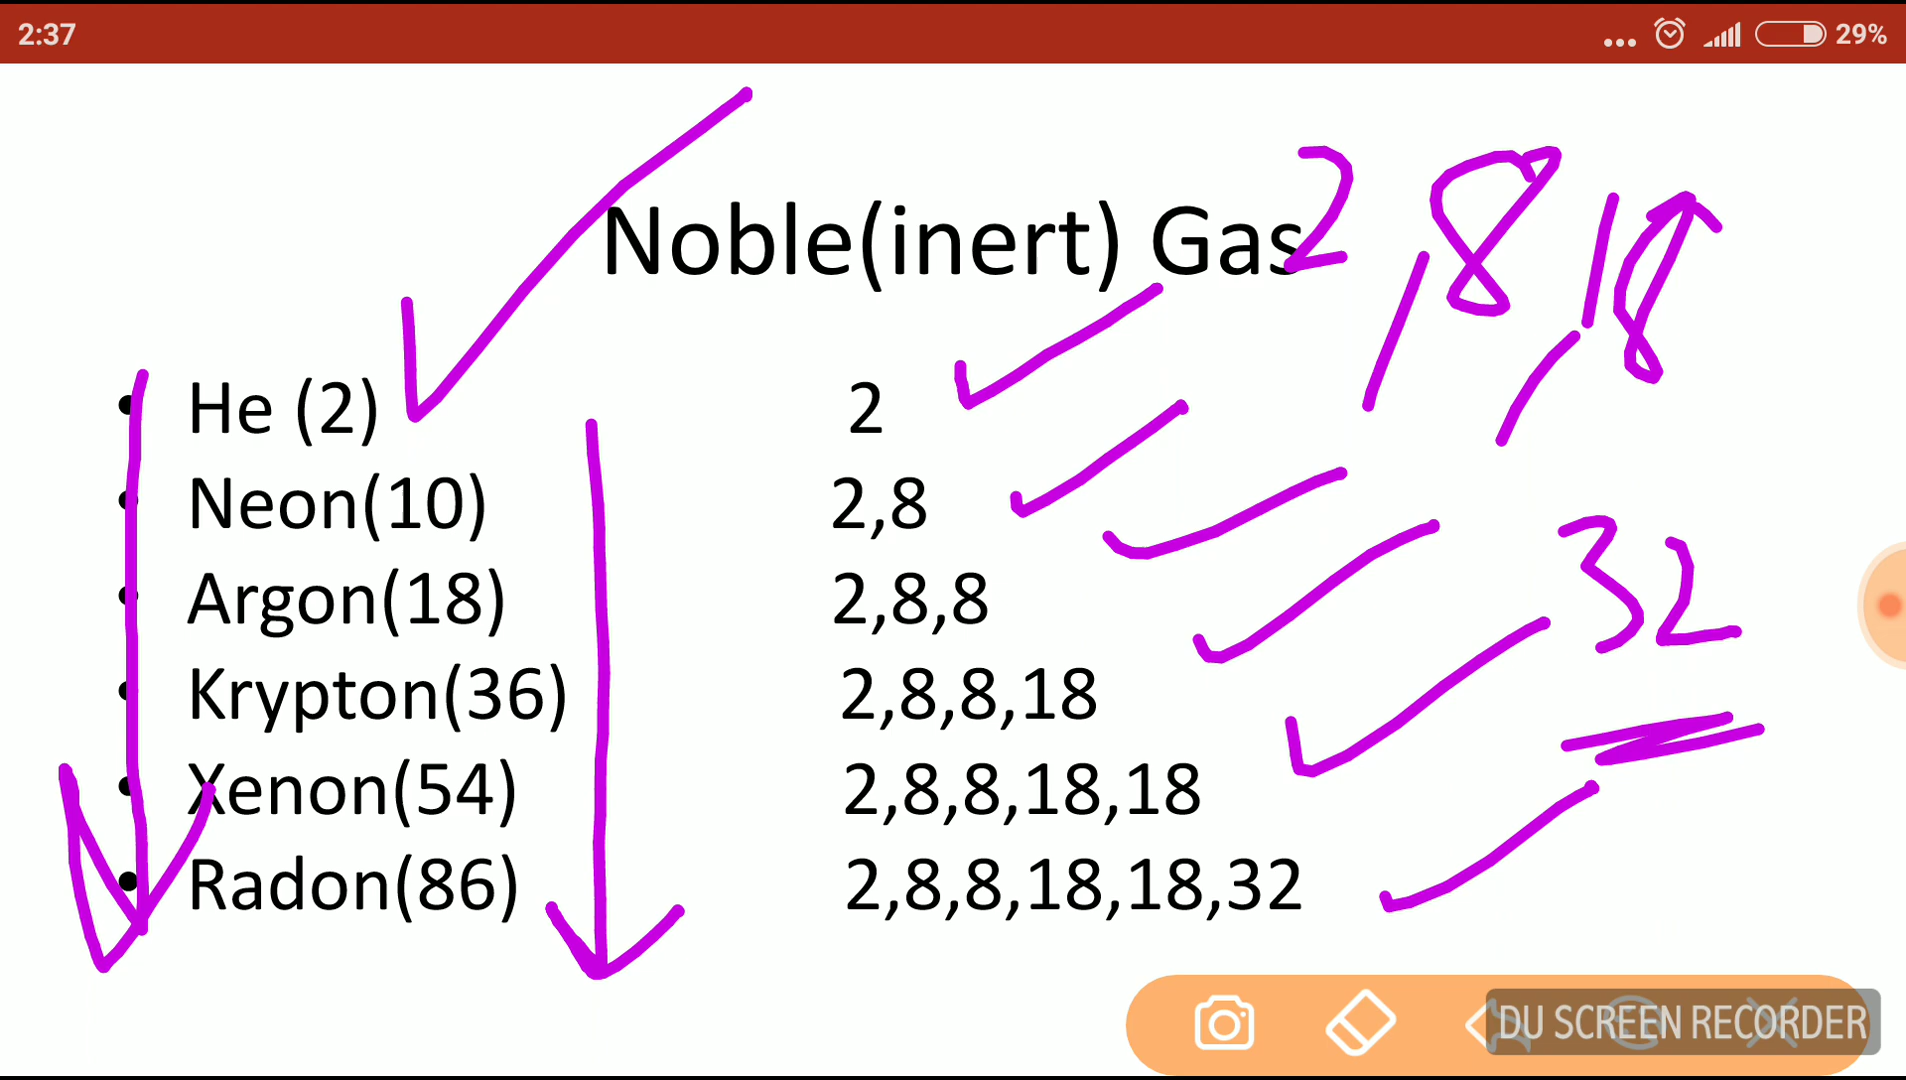 2:37 29%
Noble(inert) Gas 2,8,18
He (2) 2
Neon(10) 2,8
Argon(18) 2,8,8
32
Krypton(36) 2,8,8,18
Xenon(54) 2,8,8,18,18
Radon(86) 2,8,8,18,18,32
DU SCREEN RECORDER